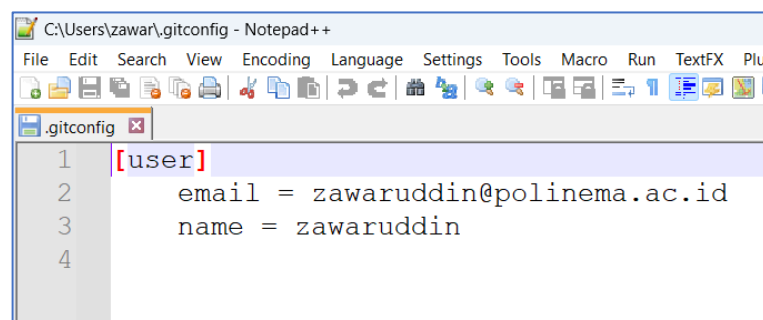 C:\Users\zawar\.gitconfig - Notepad++
File Edit Search View Encoding Language Settings Tools Macro Run TextFX Plu
.gitconfig
1 [user]
2 email = zawaruddin@polinema.ac.id
3 name = zawaruddin
4